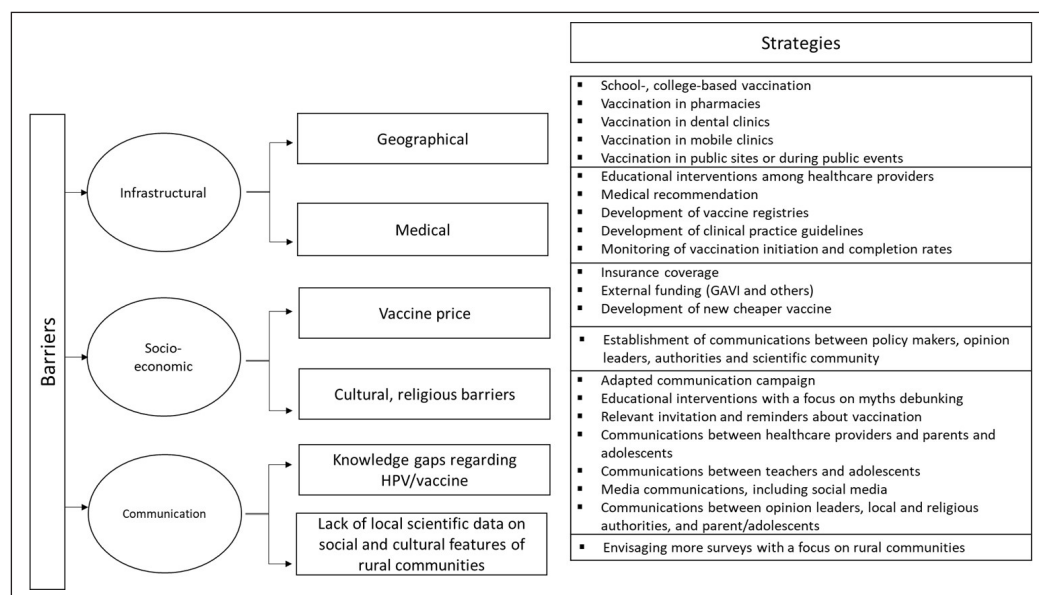 Barriers
Infrastructural
Geographical
Medical
Socio-
economic
Vaccine price
Cultural, religious barriers
Communication
Knowledge gaps regarding
HPV/vaccine
Lack of local scientific data on
social and cultural features of
rural communities
Strategies
▪ School-, college-based vaccination
▪ Vaccination in pharmacies
▪ Vaccination in dental clinics
▪ Vaccination in mobile clinics
▪ Vaccination in public sites or during public events
▪ Educational interventions among healthcare providers
▪ Medical recommendation
▪ Development of vaccine registries
▪ Development of clinical practice guidelines
▪ Monitoring of vaccination initiation and completion rates
▪ Insurance coverage
▪ External funding (GAVI and others)
▪ Development of new cheaper vaccine
▪ Establishment of communications between policy makers, opinion
leaders, authorities and scientific community
▪ Adapted communication campaign
▪ Educational interventions with a focus on myths debunking
▪ Relevant invitation and reminders about vaccination
▪ Communications between healthcare providers and parents and
adolescents
▪ Communications between teachers and adolescents
▪ Media communications, including social media
▪ Communications between opinion leaders, local and religious
authorities, and parent/adolescents
▪ Envisaging more surveys with a focus on rural communities